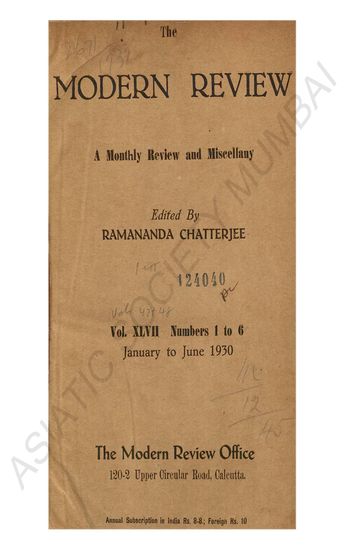 The
MODERN REVIEW
A Monthly Review and Miscellany
Edited By
RAMANANDA CHATTERJEE
124040
Vol. XLVII Numbers 1 to 6
January to June 1930
The Modern Review Office
120-2 Upper Circular Road, Calcutta.
Annual Subscription in India Rs. 8-8; Foreign Rs. 10
ASIATIC SOCIETY MUMBAI